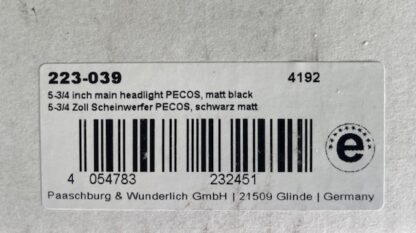 223-039 4192
5-3/4 inch main headlight PECOS, matt black
5-3/4 Zoll Scheinwerfer PECOS, schwarz matt
e
4 054783 232451
Paaschburg & Wunderlich GmbH | 21509 Glinde | Germany